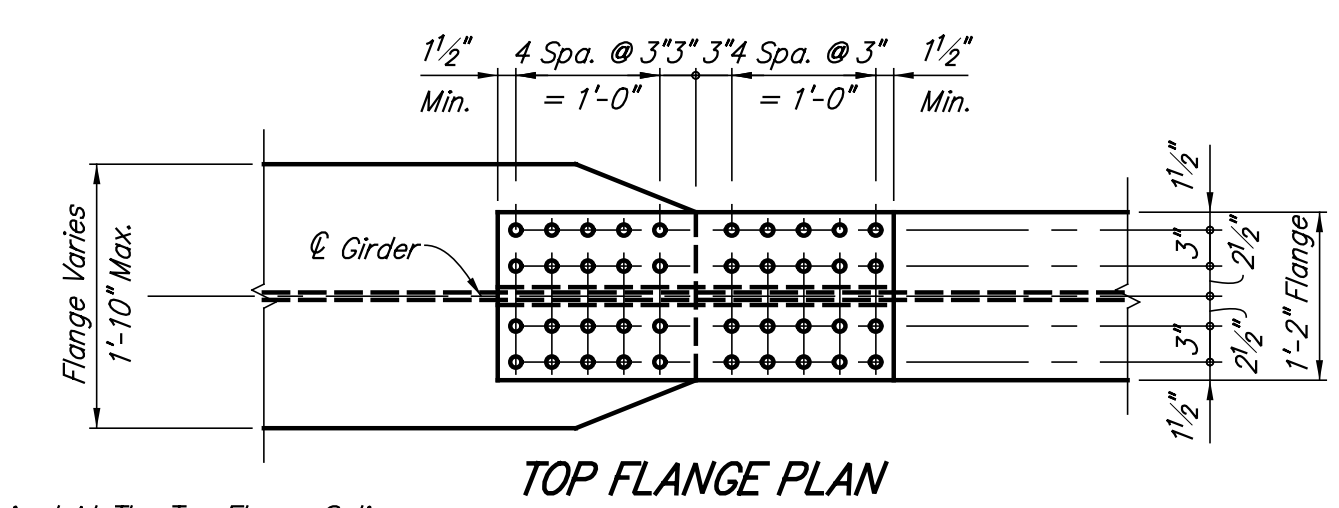 1½" 4 Spa. @ 3" 3" 3" 4 Spa. @ 3" 1½"
Min. = 1'-0" = 1'-0" Min.
Flange Varies
1'-10" Max.
℄ Girder
1½"
3"
2½"
2½"
3"
1½"
1'-2" Flange
TOP FLANGE PLAN